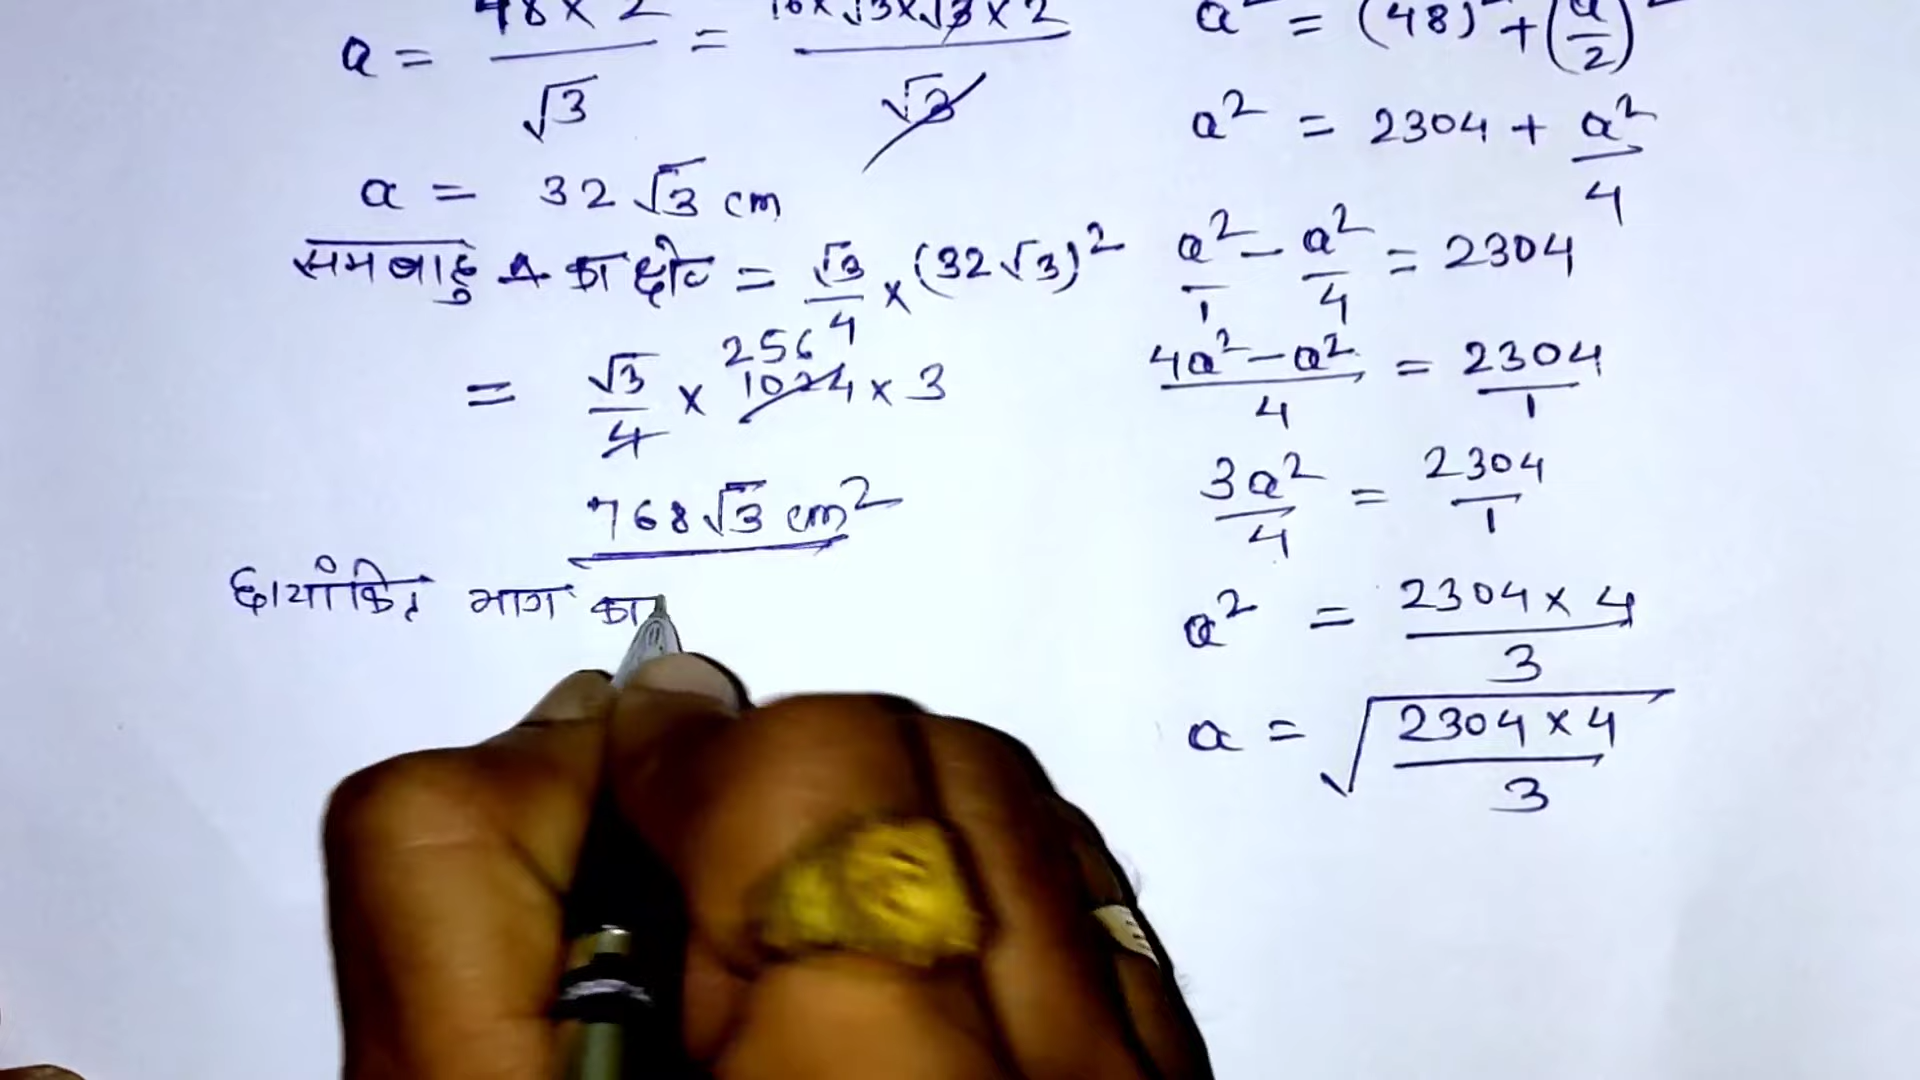 a = 48 × 2 / √3 = 16×√3×√3×2 / √3
a = 32 √3 cm
समबाहु △ का क्षे॰ = √3/4 × (32√3)²
= √3/4 × 1024 × 3
256
768√3 cm²
छायांकित भाग का
a² = (48)² + (a/2)²
a² = 2304 + a²/4
a²/1 − a²/4 = 2304
4a² − a² / 4 = 2304/1
3a²/4 = 2304/1
a² = 2304 × 4 / 3
a = √2304 × 4 / 3